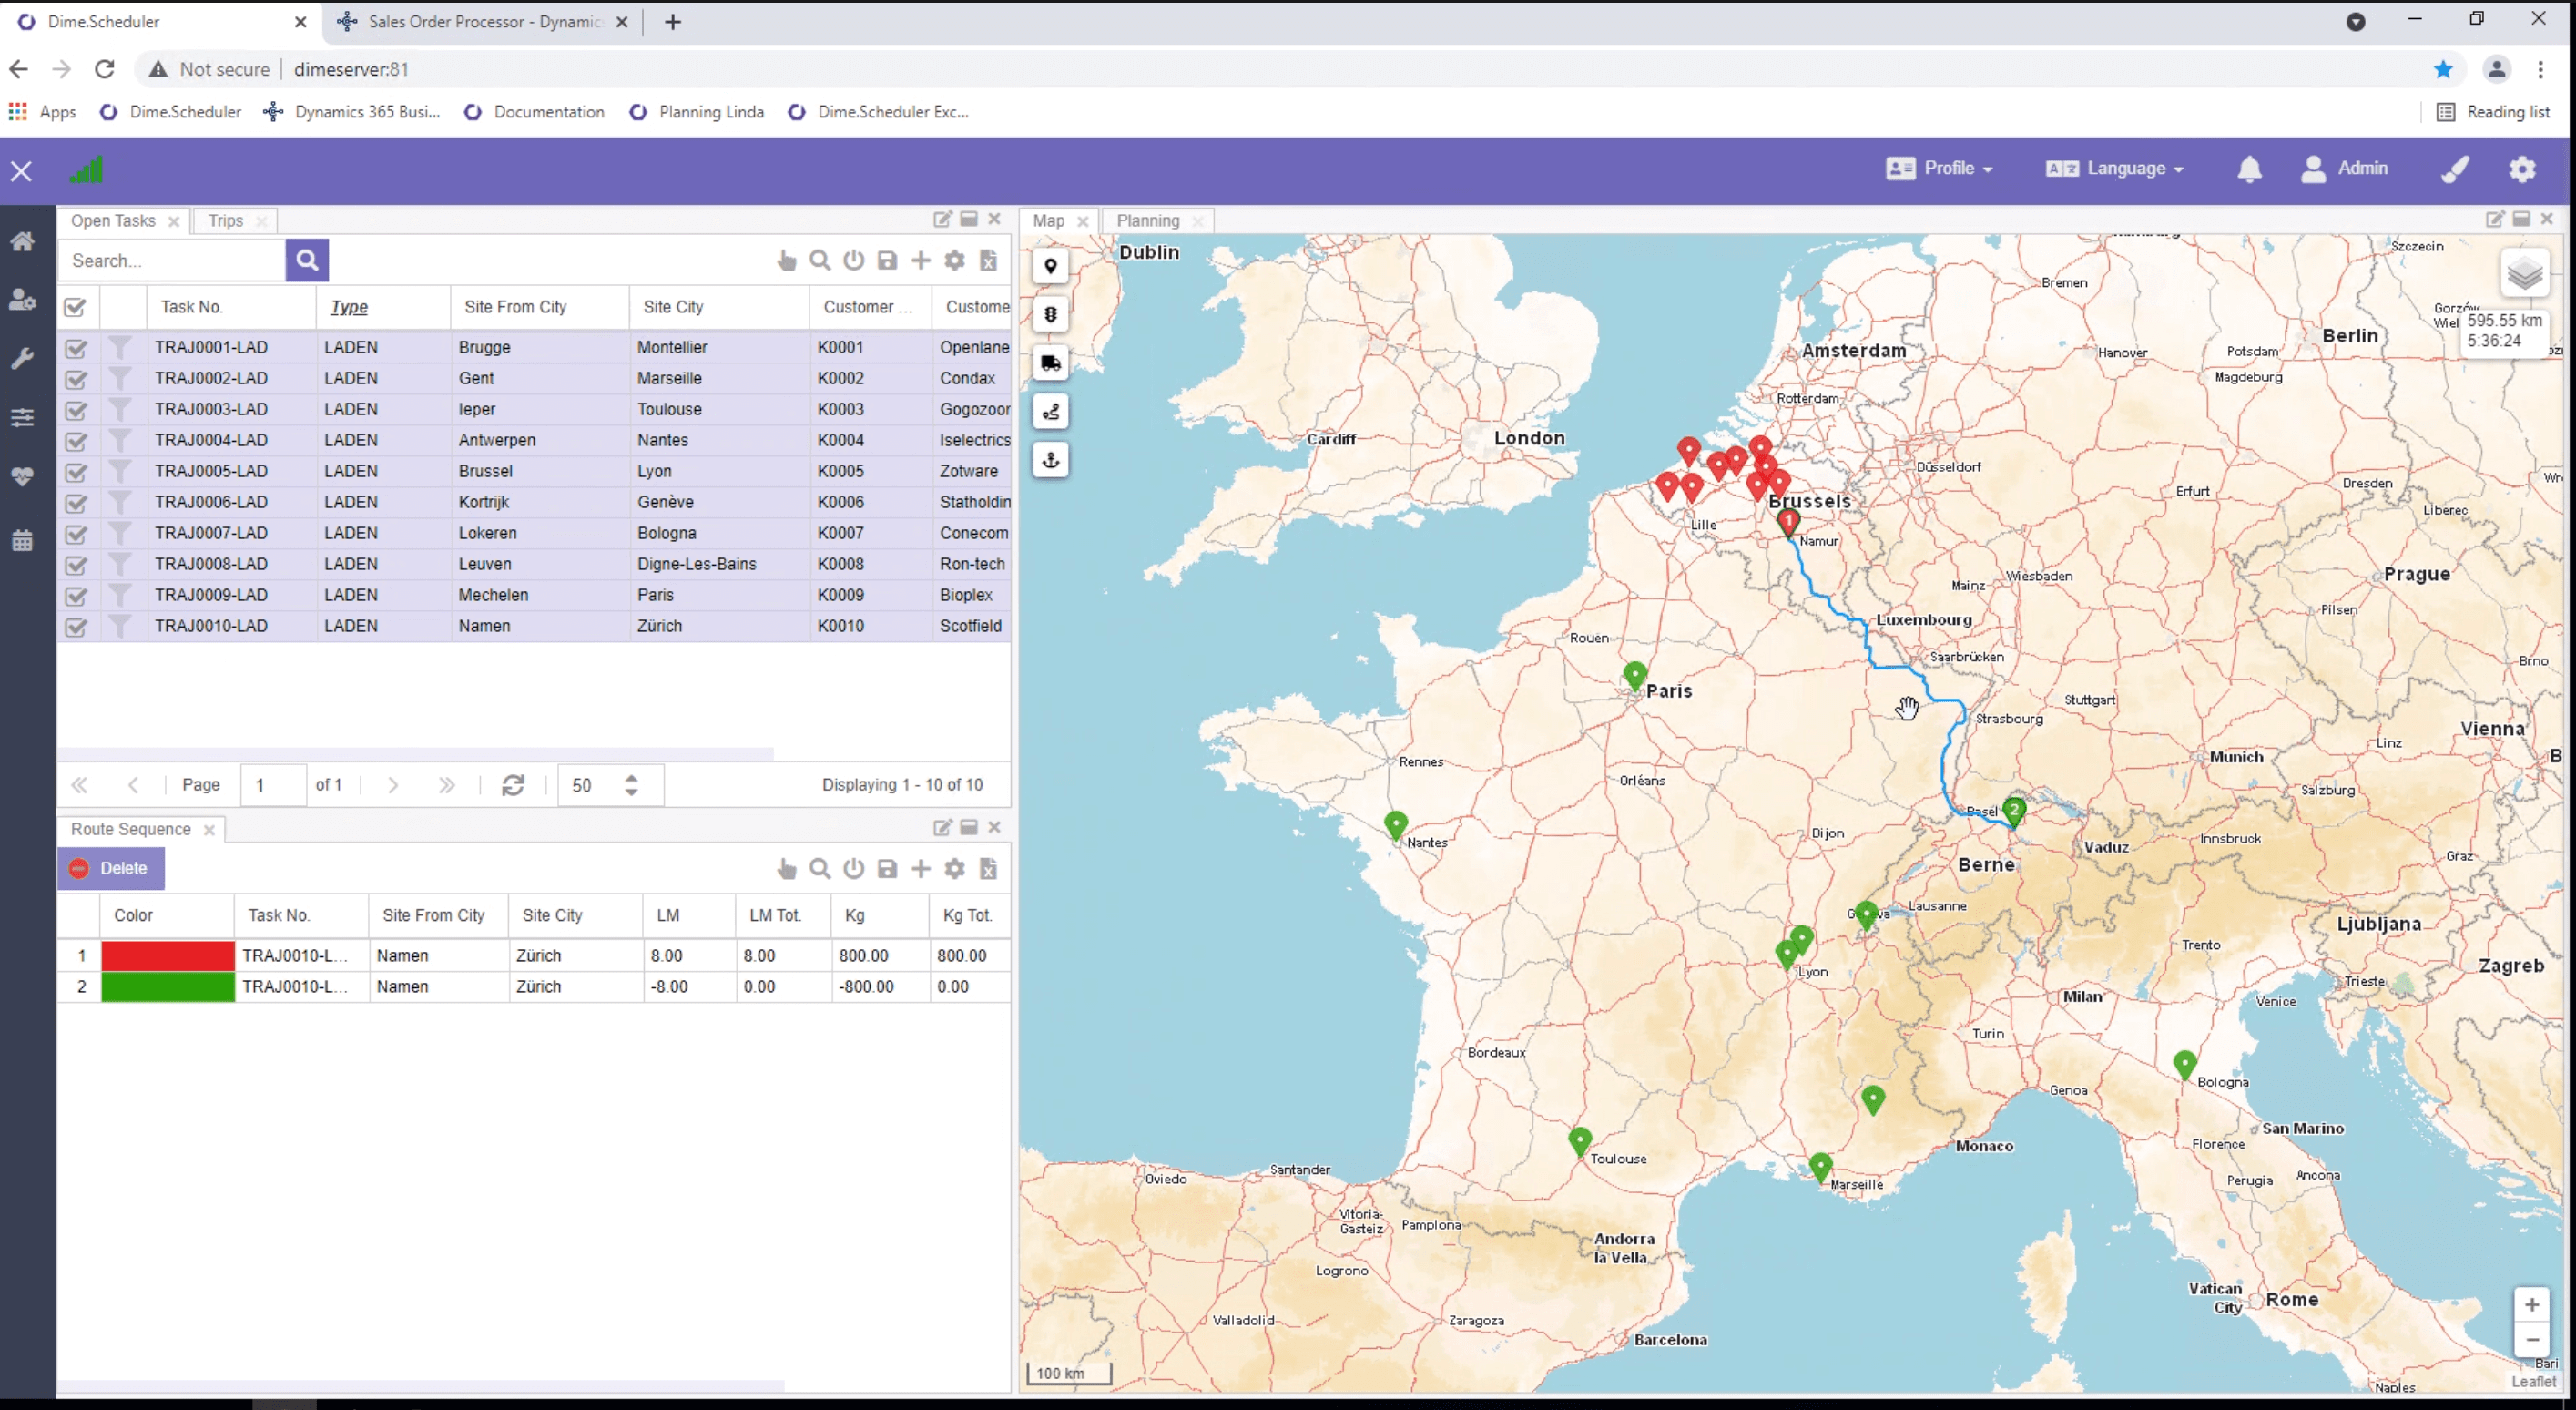 Dime.Scheduler
Sales Order Processor - Dynamic
Not secure
dimeserver:81
Apps
Dime.Scheduler
Dynamics 365 Busi...
Documentation
Planning Linda
Dime.Scheduler Exc...
Reading list
Profile
Language
Admin
Open Tasks
Trips
Search...
Task No. Type Site From City Site City Customer ... Custome
TRAJ0001-LAD LADEN Brugge Montellier K0001 Openlane
TRAJ0002-LAD LADEN Gent Marseille K0002 Condax
TRAJ0003-LAD LADEN Ieper Toulouse K0003 Gogozoor
TRAJ0004-LAD LADEN Antwerpen Nantes K0004 Iselectrics
TRAJ0005-LAD LADEN Brussel Lyon K0005 Zotware
TRAJ0006-LAD LADEN Kortrijk Genève K0006 Statholdin
TRAJ0007-LAD LADEN Lokeren Bologna K0007 Conecom
TRAJ0008-LAD LADEN Leuven Digne-Les-Bains K0008 Ron-tech
TRAJ0009-LAD LADEN Mechelen Paris K0009 Bioplex
TRAJ0010-LAD LADEN Namen Zürich K0010 Scotfield
Page 1 of 1 50 Displaying 1 - 10 of 10
Route Sequence
Delete
Color Task No. Site From City Site City LM LM Tot. Kg Kg Tot.
1 TRAJ0010-L... Namen Zürich 8.00 8.00 800.00 800.00
2 TRAJ0010-L... Namen Zürich -8.00 0.00 -800.00 0.00
Map
Planning
Dublin
Szczecin
Bremen
Gorzów
Wiel
595.55 km
5:36:24
Berlin
Amsterdam
Hanover
Potsdam
Magdeburg
Rotterdam
Cardiff
London
Düsseldorf
Brussels
Erfurt
Dresden
Wr
Liberec
Lille
1
Namur
Prague
Mainz
Wiesbaden
Pilsen
Luxembourg
Rouen
Saarbrücken
Brno
Paris
Stuttgart
Strasbourg
Vienna
Linz
Rennes
Munich
B
Orléans
Salzburg
Basel
2
Dijon
Nantes
Innsbruck
Vaduz
Graz
Berne
Lausanne
Ljubljana
Trento
Lyon
Zagreb
Trieste
Milan
Venice
Turin
Bordeaux
Genoa
Bologna
San Marino
Florence
Monaco
Toulouse
Santander
Oviedo
Ancona
Perugia
Marseille
Vitoria-
Gasteiz
Pamplona
Andorra
la Vella
Logrono
Vatican
City
Rome
Valladolid
Zaragoza
Barcelona
100 km
Bari
Leaflet
Naples